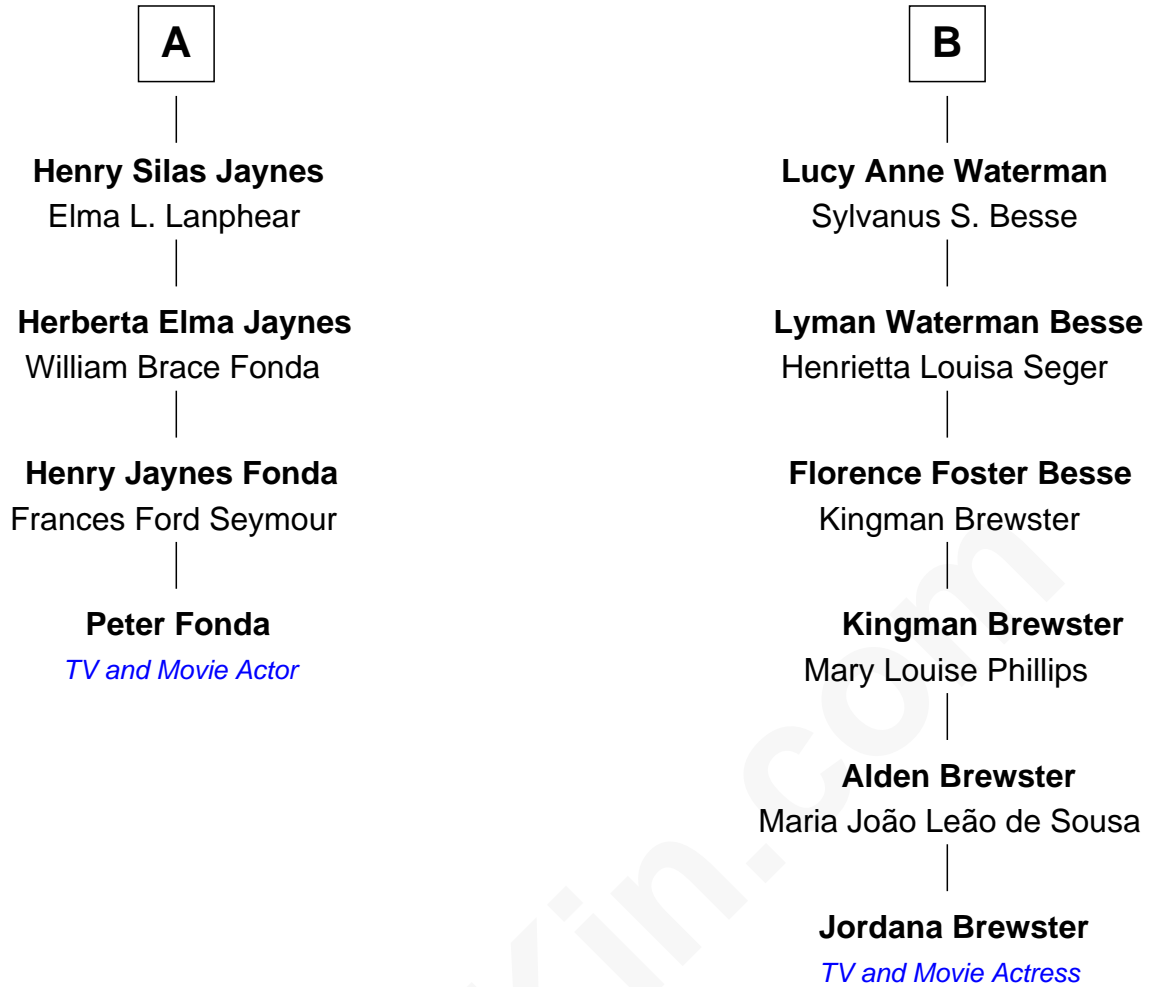 A
Henry Silas Jaynes
Elma L. Lanphear
Herberta Elma Jaynes
William Brace Fonda
Henry Jaynes Fonda
Frances Ford Seymour
Peter Fonda
TV and Movie Actor
B
Lucy Anne Waterman
Sylvanus S. Besse
Lyman Waterman Besse
Henrietta Louisa Seger
Florence Foster Besse
Kingman Brewster
Kingman Brewster
Mary Louise Phillips
Alden Brewster
Maria João Leão de Sousa
Jordana Brewster
TV and Movie Actress
Kin.com